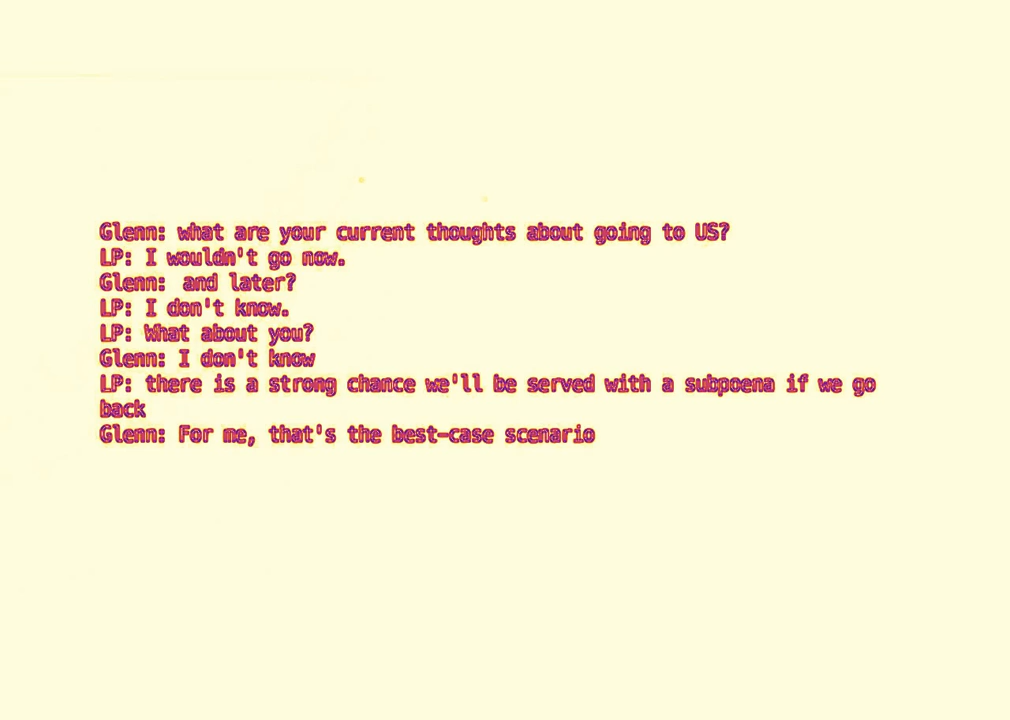 Glenn: what are your current thoughts about going to US?
LP: I wouldn't go now.
Glenn:  and later?
LP: I don't know.
LP: What about you?
Glenn: I don't know
LP: there is a strong chance we'll be served with a subpoena if we go
back
Glenn: For me, that's the best-case scenario